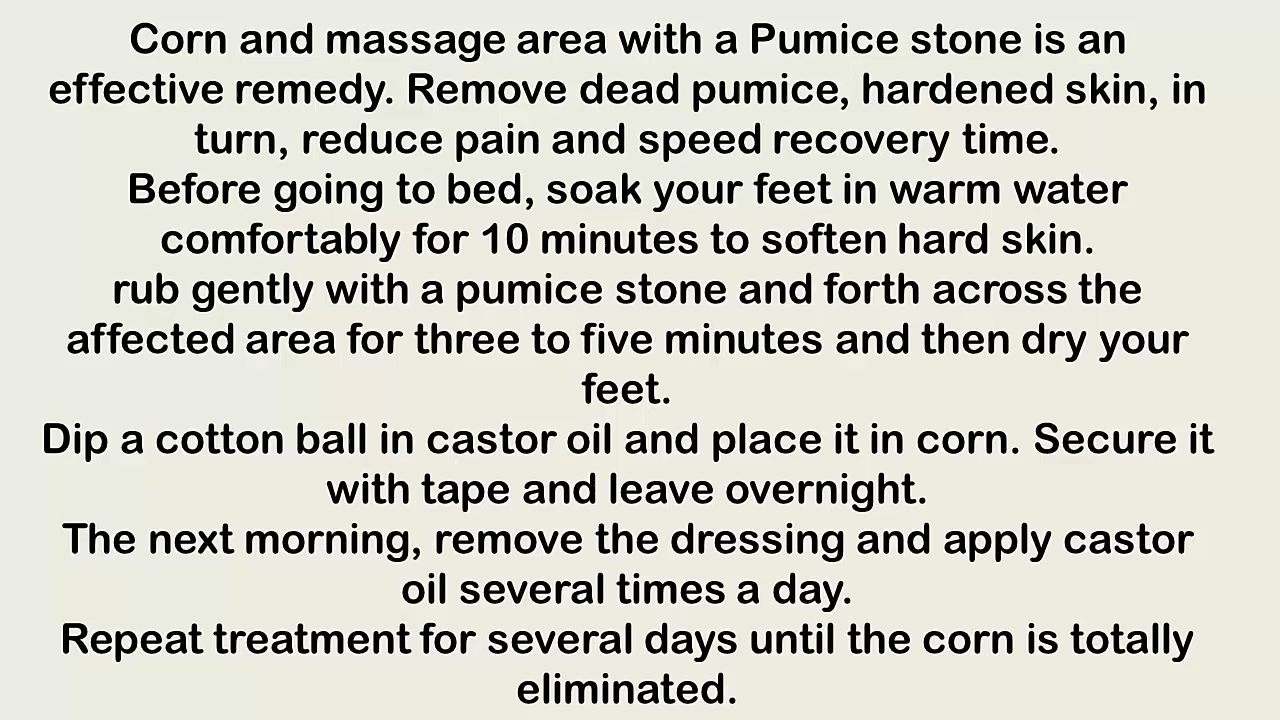 Corn and massage area with a Pumice stone is an
effective remedy. Remove dead pumice, hardened skin, in
turn, reduce pain and speed recovery time.
Before going to bed, soak your feet in warm water
comfortably for 10 minutes to soften hard skin.
rub gently with a pumice stone and forth across the
affected area for three to five minutes and then dry your
feet.
Dip a cotton ball in castor oil and place it in corn. Secure it
with tape and leave overnight.
The next morning, remove the dressing and apply castor
oil several times a day.
Repeat treatment for several days until the corn is totally
eliminated.